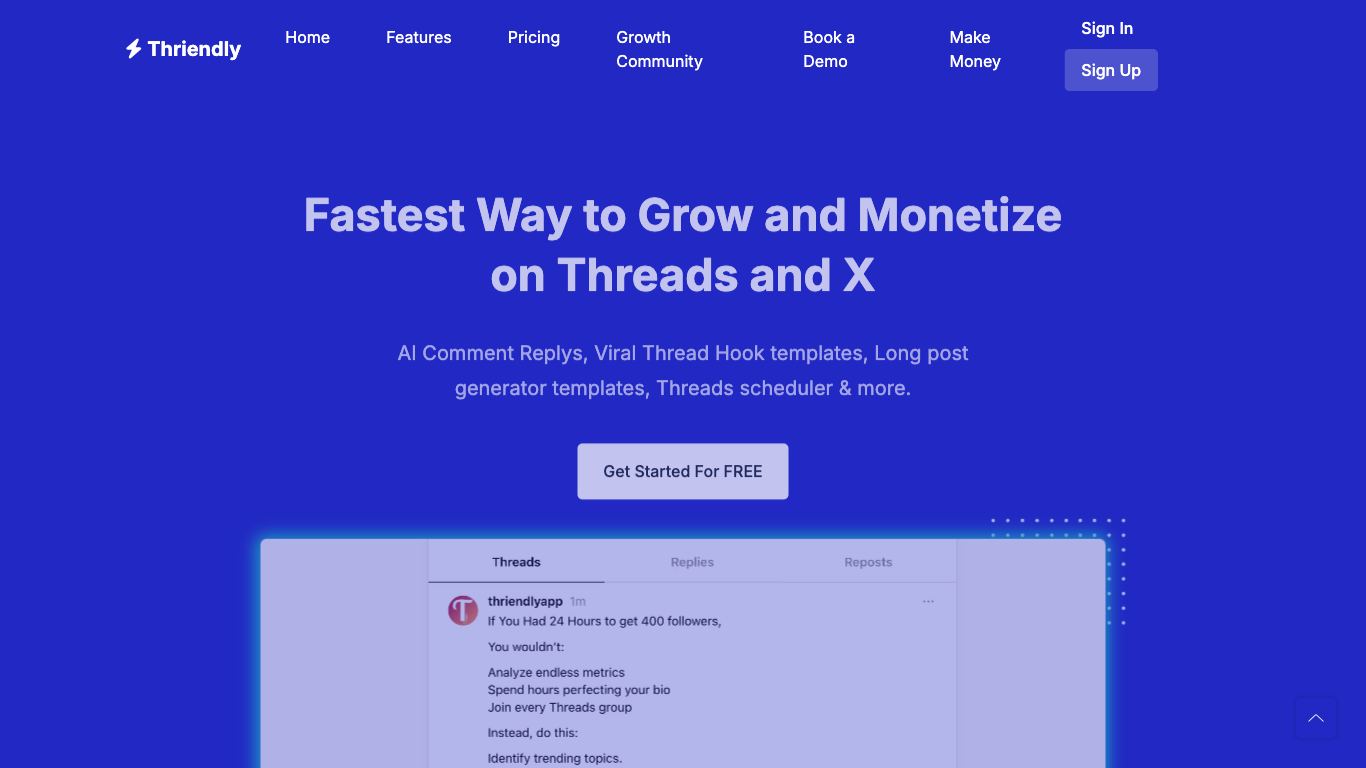 Thriendly
Home
Features
Pricing
Growth
Community
Book a
Demo
Make
Money
Sign In
Sign Up
Fastest Way to Grow and Monetize
on Threads and X
AI Comment Replys, Viral Thread Hook templates, Long post
generator templates, Threads scheduler & more.
Get Started For FREE
Threads
Replies
Reposts
T
thriendlyapp 1m
If You Had 24 Hours to get 400 followers,
You wouldn't:
Analyze endless metrics
Spend hours perfecting your bio
Join every Threads group
Instead, do this:
Identify trending topics.